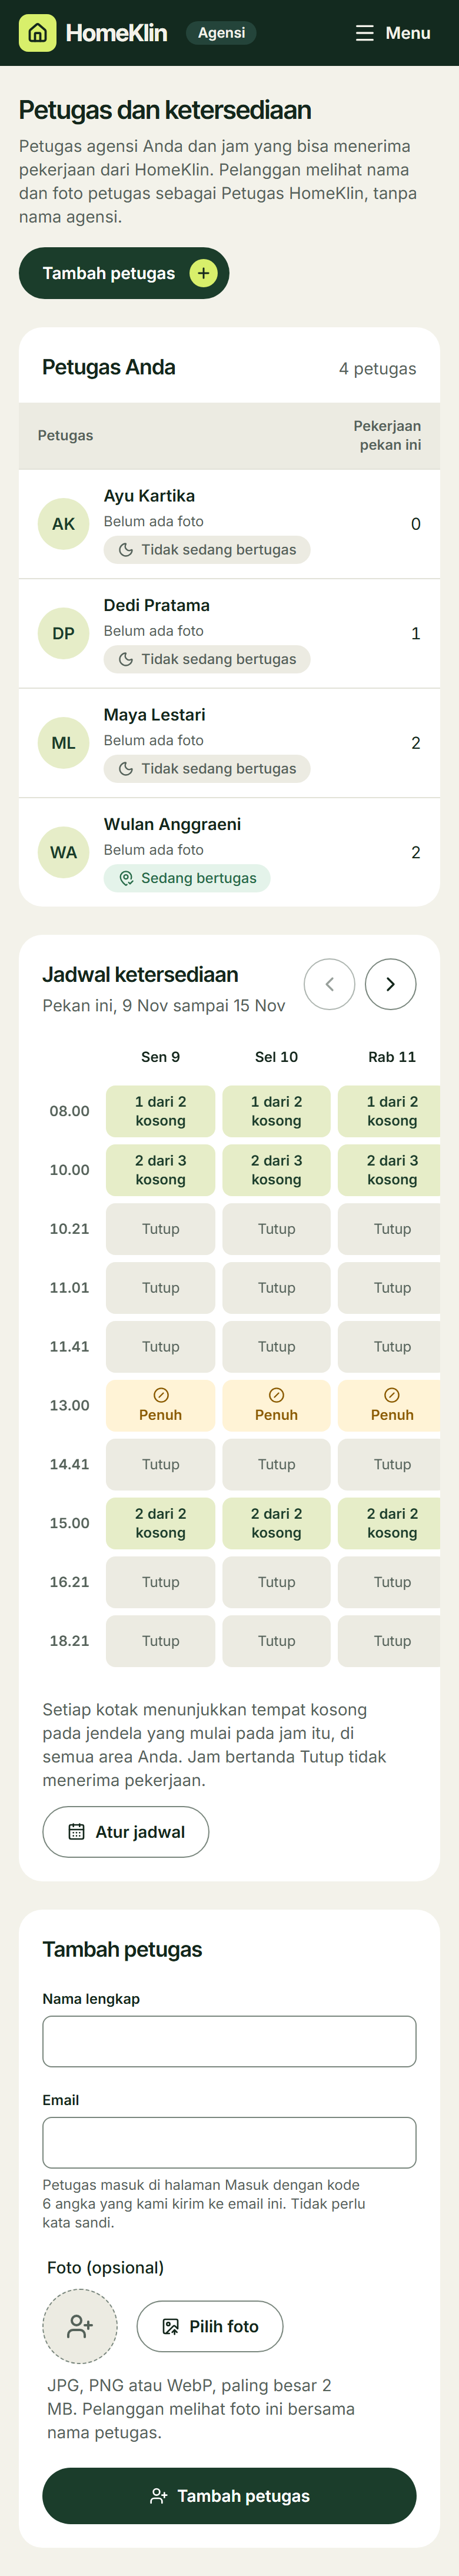 HomeKlin
Agensi
Menu
Petugas dan ketersediaan
Petugas agensi Anda dan jam yang bisa menerima
pekerjaan dari HomeKlin. Pelanggan melihat nama
dan foto petugas sebagai Petugas HomeKlin, tanpa
nama agensi.
Tambah petugas
Petugas Anda
4 petugas
Petugas
Pekerjaan
pekan ini
AK
Ayu Kartika
Belum ada foto
Tidak sedang bertugas
0
DP
Dedi Pratama
Belum ada foto
Tidak sedang bertugas
1
ML
Maya Lestari
Belum ada foto
Tidak sedang bertugas
2
WA
Wulan Anggraeni
Belum ada foto
Sedang bertugas
2
Jadwal ketersediaan
Pekan ini, 9 Nov sampai 15 Nov
Sen 9 Sel 10 Rab 11
08.00 1 dari 2 kosong 1 dari 2 kosong 1 dari 2 kosong
10.00 2 dari 3 kosong 2 dari 3 kosong 2 dari 3 kosong
10.21 Tutup Tutup Tutup
11.01 Tutup Tutup Tutup
11.41 Tutup Tutup Tutup
13.00 Penuh Penuh Penuh
14.41 Tutup Tutup Tutup
15.00 2 dari 2 kosong 2 dari 2 kosong 2 dari 2 kosong
16.21 Tutup Tutup Tutup
18.21 Tutup Tutup Tutup
Setiap kotak menunjukkan tempat kosong
pada jendela yang mulai pada jam itu, di
semua area Anda. Jam bertanda Tutup tidak
menerima pekerjaan.
Atur jadwal
Tambah petugas
Nama lengkap
Email
Petugas masuk di halaman Masuk dengan kode
6 angka yang kami kirim ke email ini. Tidak perlu
kata sandi.
Foto (opsional)
Pilih foto
JPG, PNG atau WebP, paling besar 2
MB. Pelanggan melihat foto ini bersama
nama petugas.
Tambah petugas